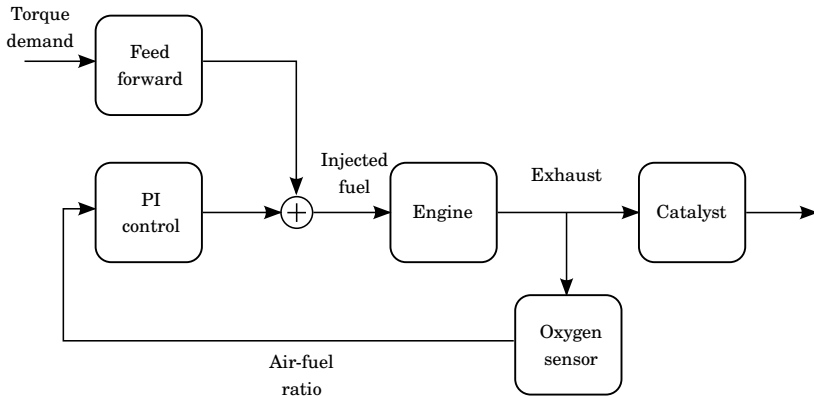 Torque
demand
Feed
forward
PI
control
Injected
fuel
Engine
Exhaust
Catalyst
Oxygen
sensor
Air-fuel
ratio